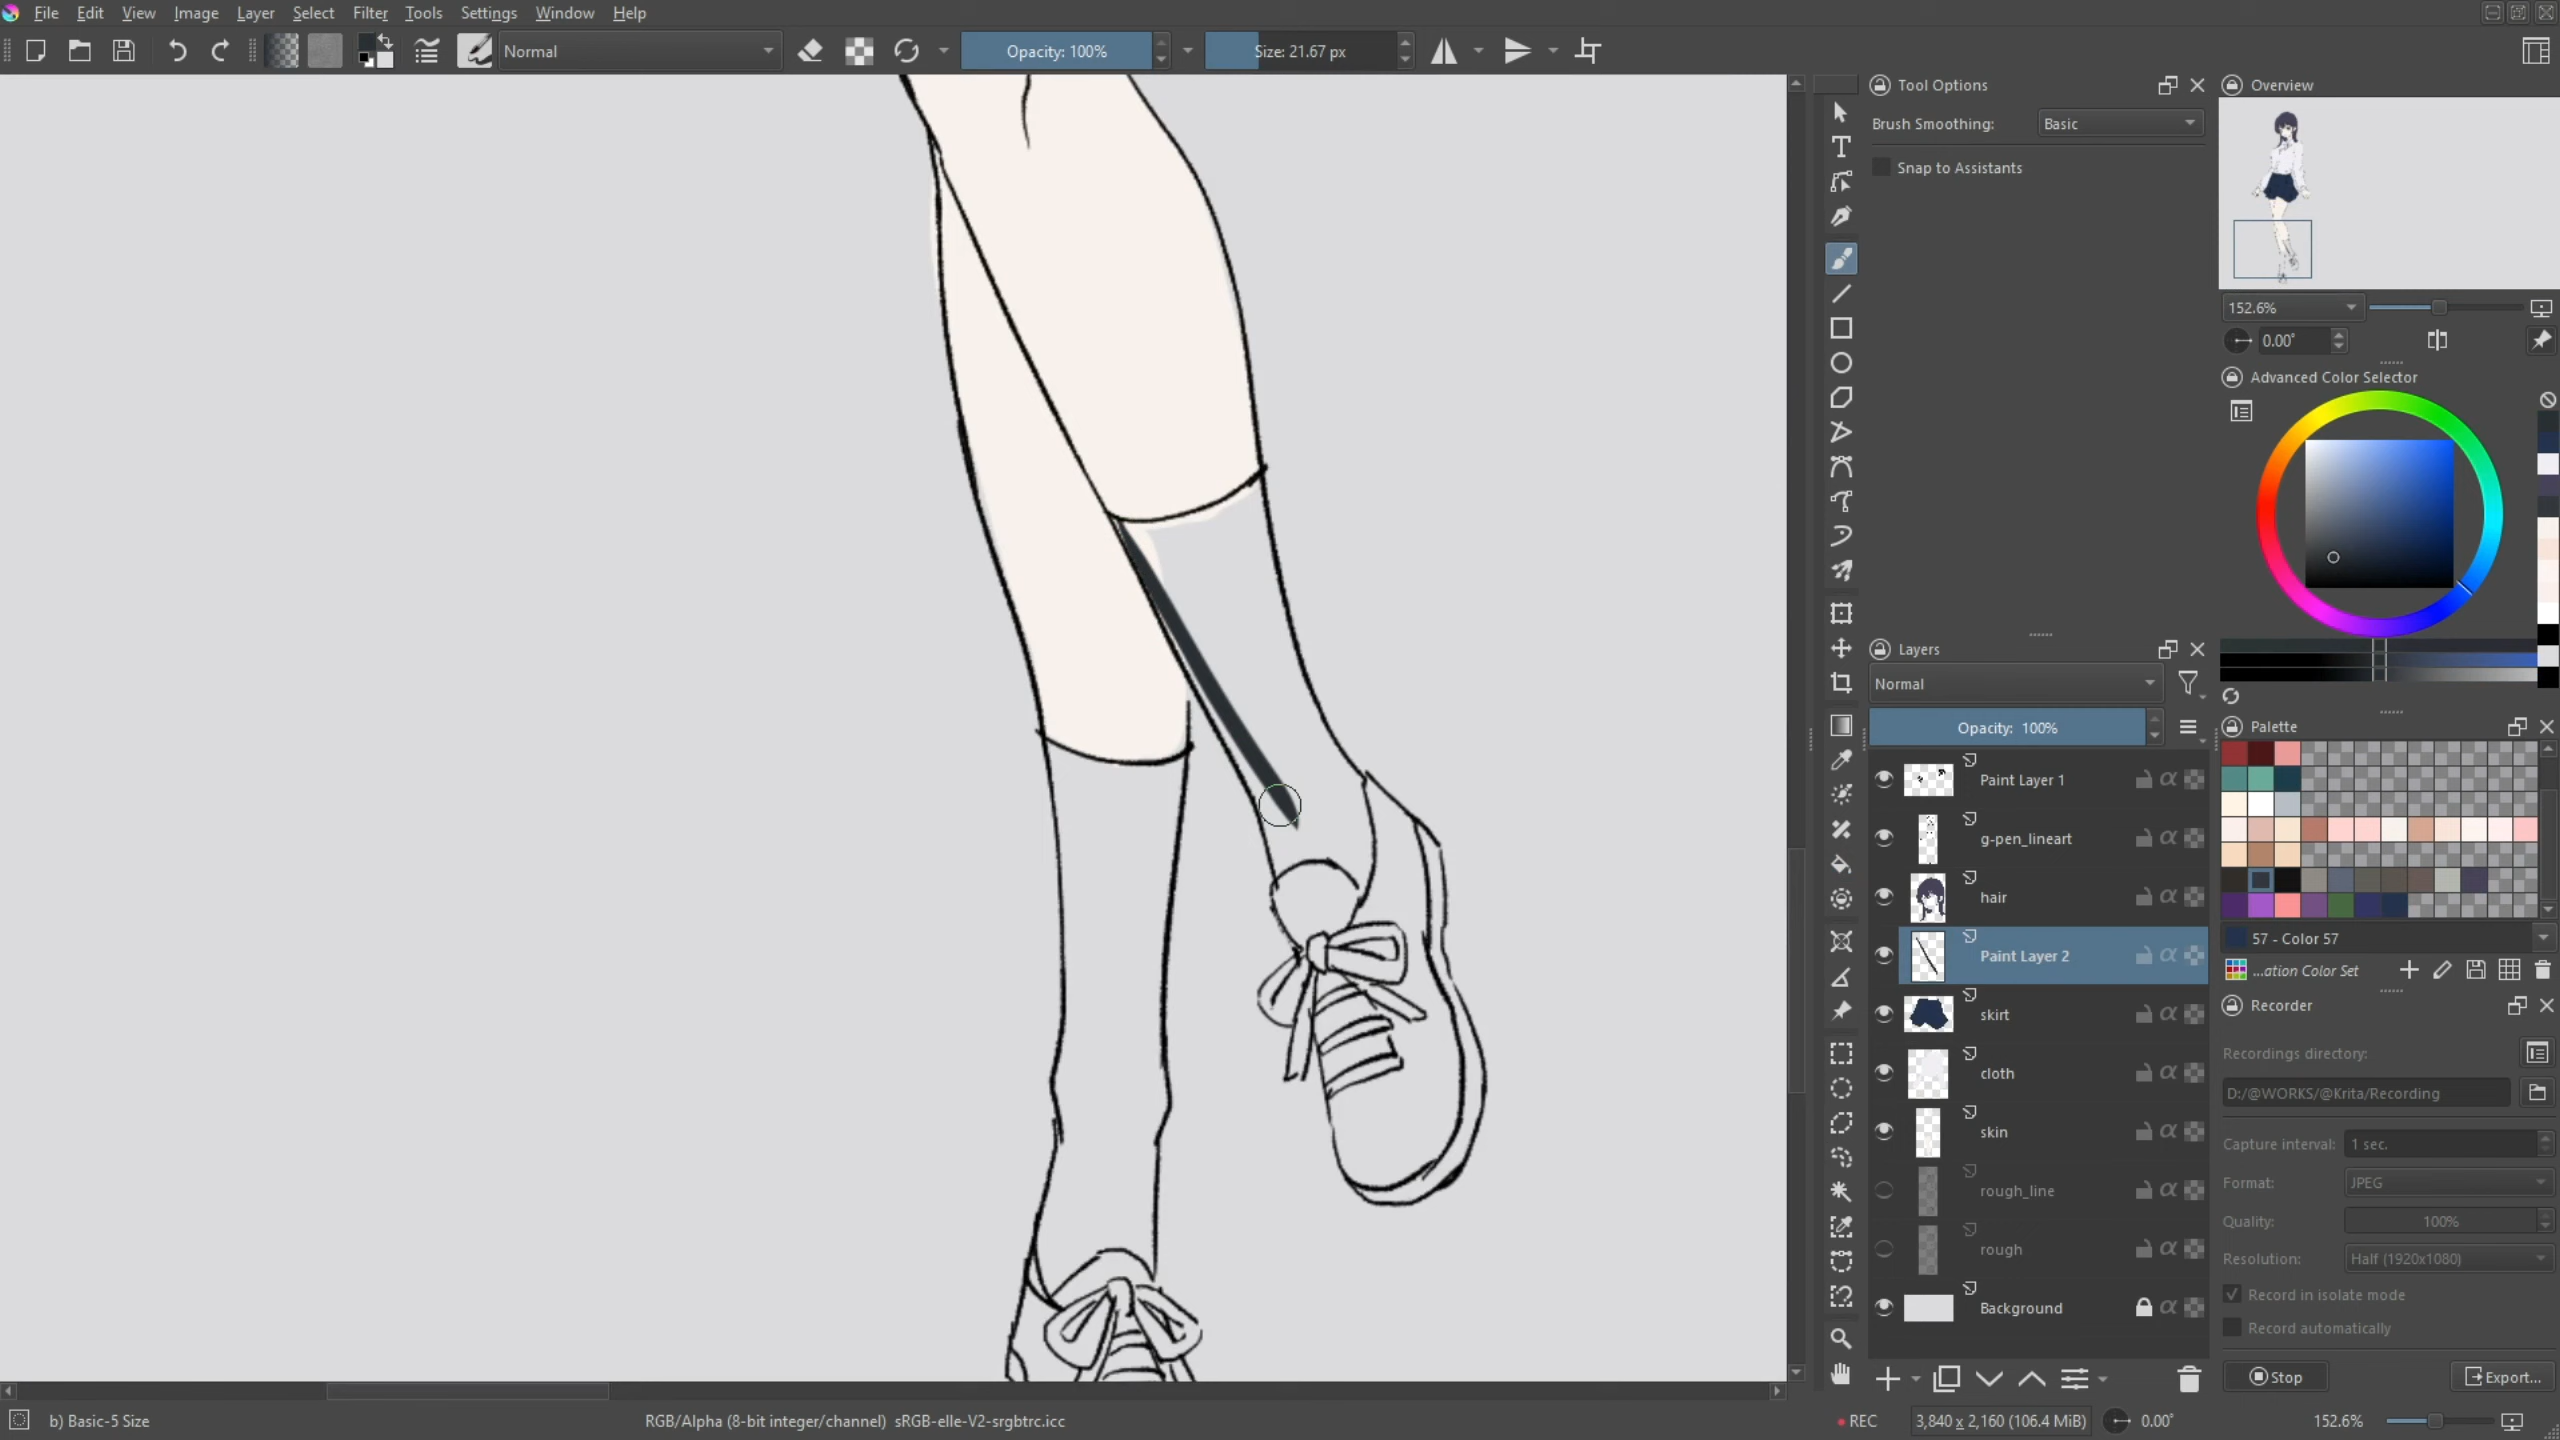 File Edit View Image Layer Select Filter Tools Settings Window Help
Normal
Opacity: 100%
Size: 21.67 px
Tool Options
Brush Smoothing: Basic
Snap to Assistants
Overview
152.6%
0.00°
Advanced Color Selector
Layers
Normal
Opacity: 100%
Paint Layer 1
g-pen_lineart
hair
Paint Layer 2
skirt
cloth
skin
rough_line
rough
Background
Palette
57 - Color 57
...ation Color Set
Recorder
Recordings directory:
D:/@WORKS/@Krita/Recording
Capture interval: 1 sec.
Format: JPEG
Quality: 100%
Resolution: Half (1920x1080)
Record in isolate mode
Record automatically
Stop
Export...
b) Basic-5 Size
RGB/Alpha (8-bit integer/channel) sRGB-elle-V2-srgbtrc.icc
REC
3,840 x 2,160 (106.4 MiB)
0.00°
152.6%